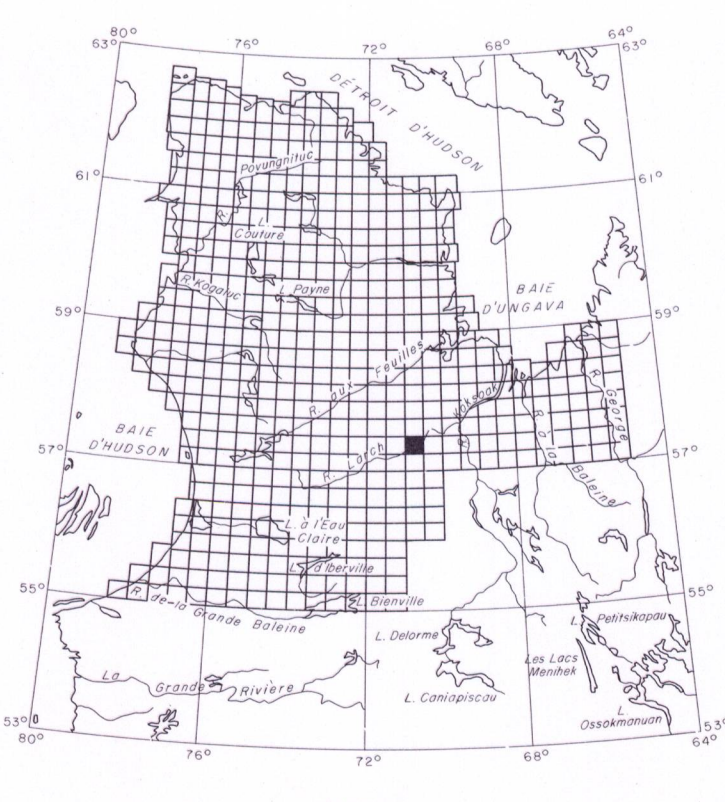 80°
76°
72°
68°
64°
63°
63°
DÉTROIT D'HUDSON
Povungnituc
R.
61°
61°
L.
Couture
R. Kogaluc
L. Payne
BAIE
D'UNGAVA
59°
59°
R. aux Feuilles
Koksoak
R. à la
Baleine
R. George
BAIE
D'HUDSON
57°
57°
R. Larch
L. à l'Eau
Claire
L. d'Iberville
L. Bienville
55°
55°
R. de-la Grande Baleine
L. Delorme
L. Petitsikapau
Les Lacs
Menihek
La Grande Rivière
L. Caniapiscau
L.
Ossokmanuan
53°
53°
80°
76°
72°
68°
64°